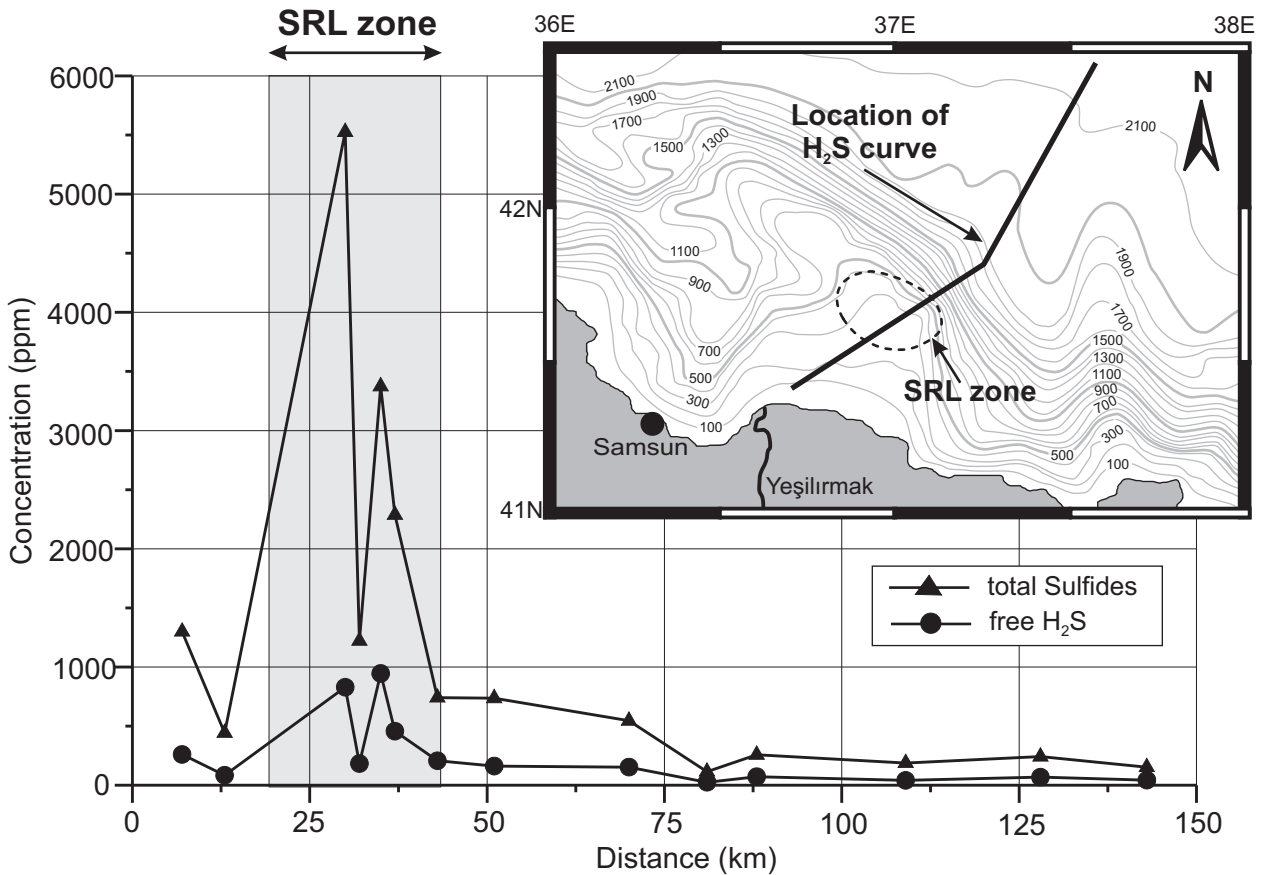 SRL zone
6000
5000
4000
3000
2000
1000
0
Concentration (ppm)
0
25
50
75
100
125
150
Distance (km)
36E
37E
38E
42N
41N
N
Location of
H₂S curve
SRL zone
2100
1900
1700
1500
1300
1100
900
700
500
300
100
2100
1900
1700
1500
1300
1100
900
700
500
300
100
Samsun
Yeşilırmak
total Sulfides
free H₂S